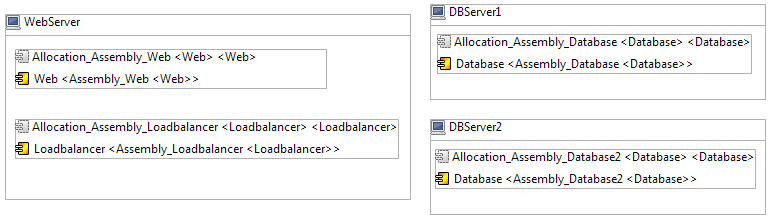 WebServer
Allocation_Assembly_Web <Web> <Web>
Web <Assembly_Web <Web>>
Allocation_Assembly_Loadbalancer <Loadbalancer> <Loadbalancer>
Loadbalancer <Assembly_Loadbalancer <Loadbalancer>>
DBServer1
Allocation_Assembly_Database <Database> <Database>
Database <Assembly_Database <Database>>
DBServer2
Allocation_Assembly_Database2 <Database> <Database>
Database <Assembly_Database2 <Database>>